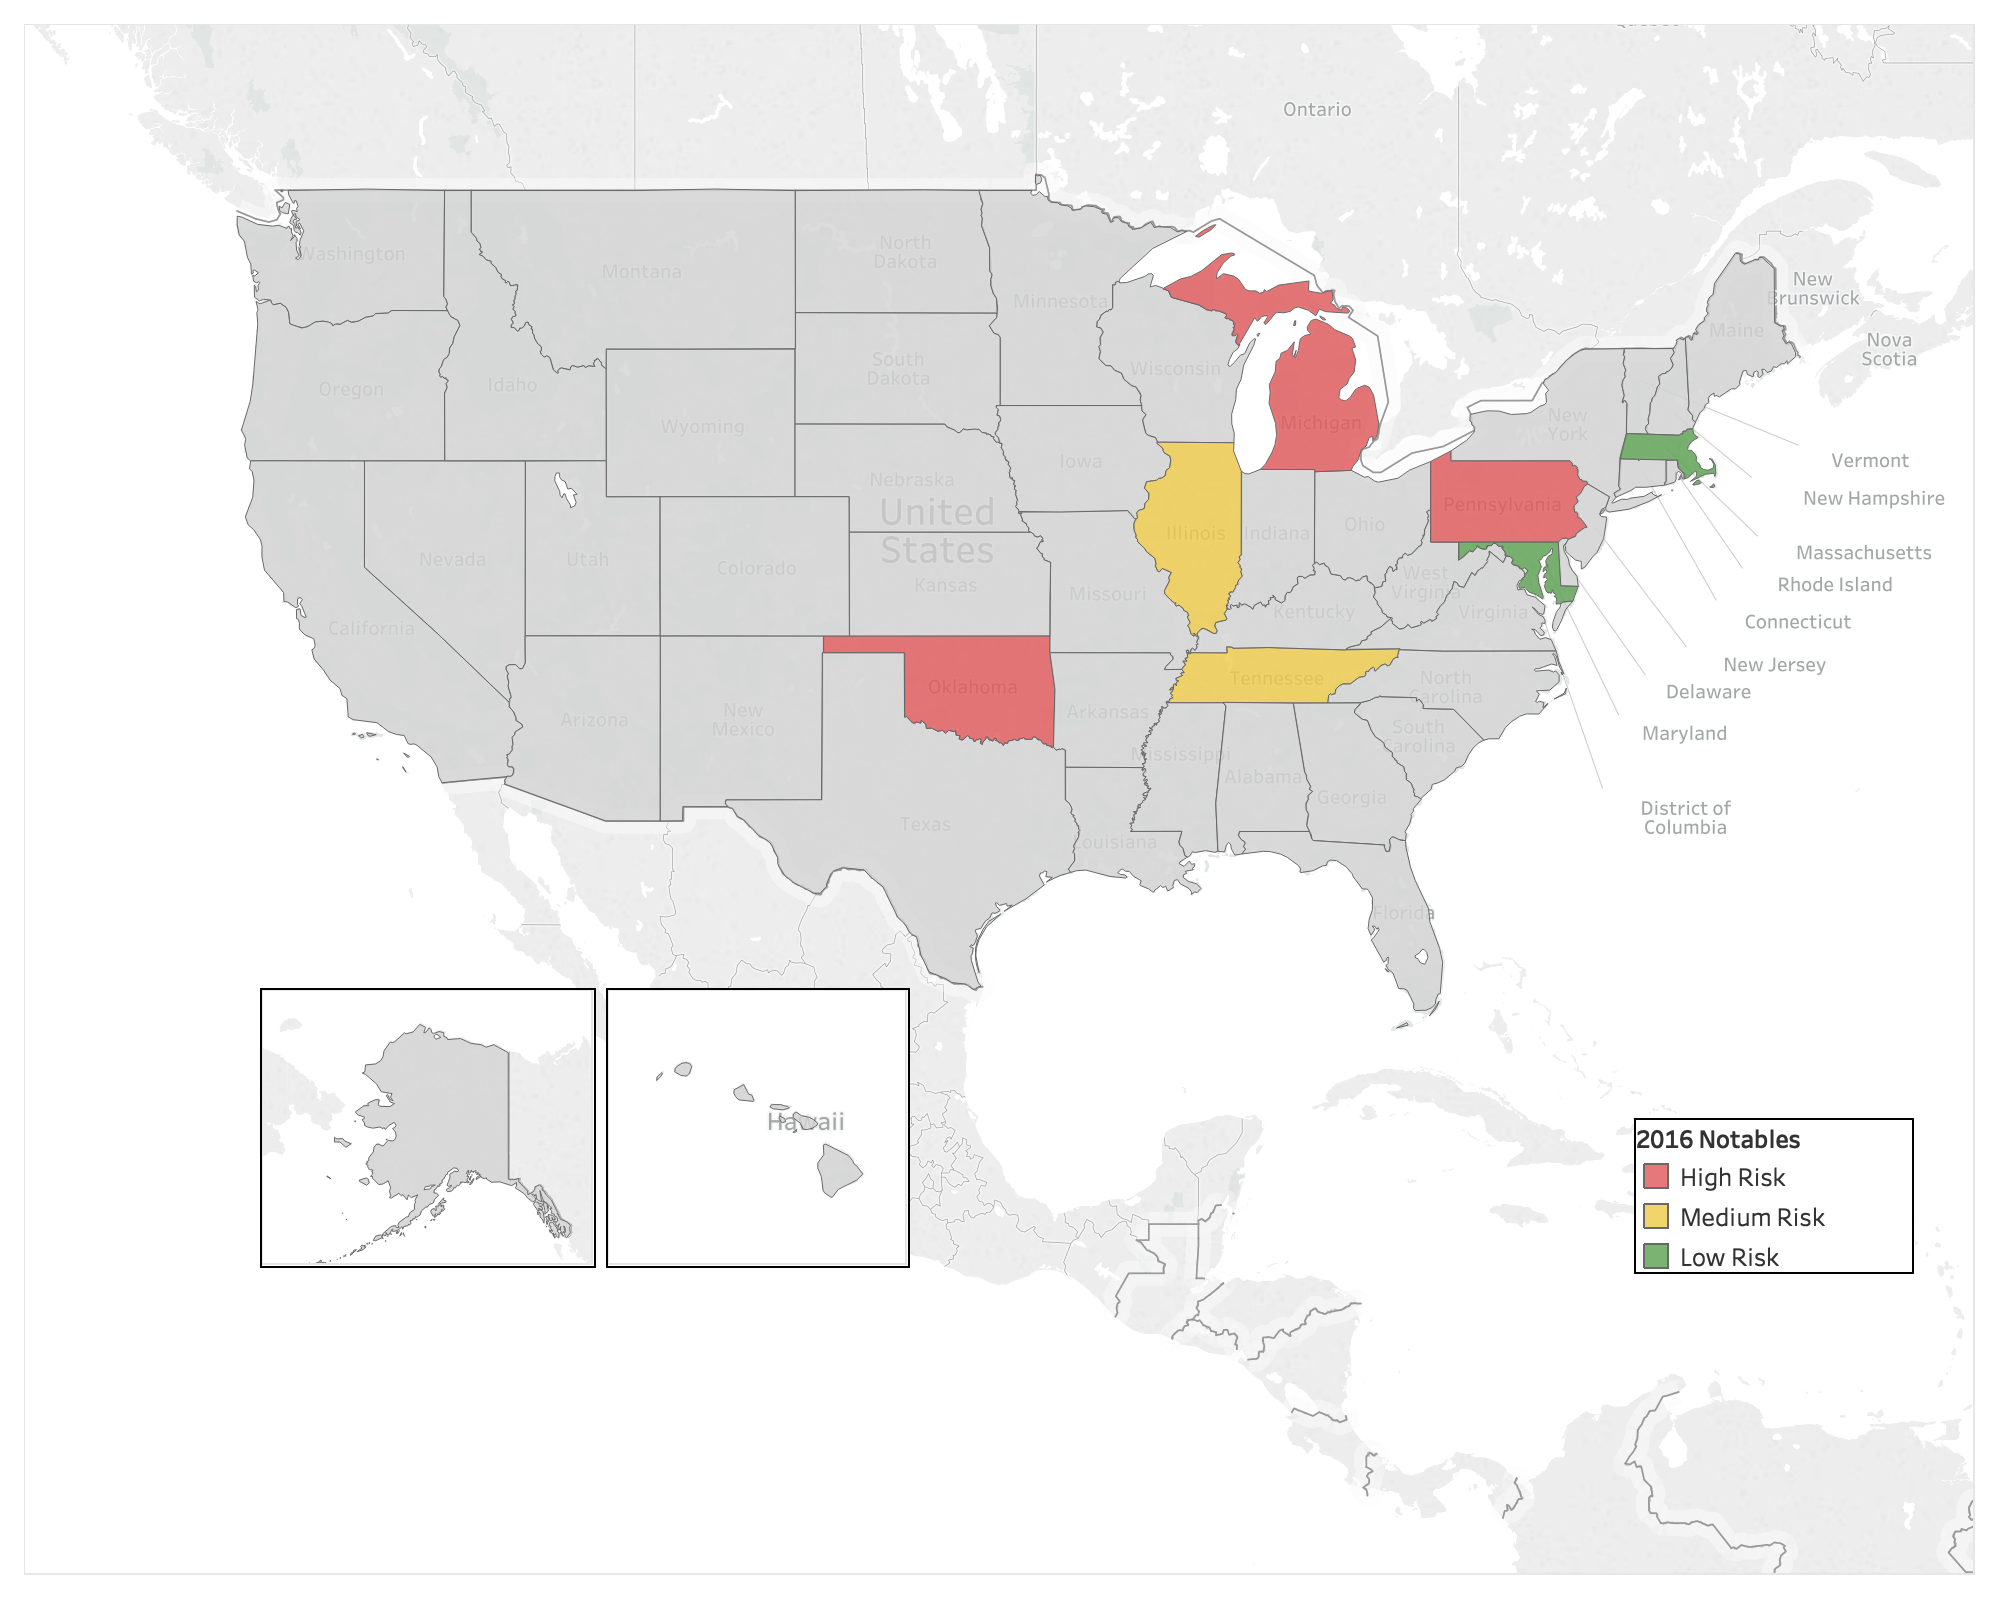 Ontario
Washington
Montana
North
Dakota
Minnesota
New
Brunswick
Maine
Nova
Scotia
Oregon
Idaho
South
Dakota
Wisconsin
Wyoming
Michigan
New
York
Iowa
Nebraska
Vermont
New Hampshire
United
States
Pennsylvania
Nevada
Utah
Colorado
Kansas
Missouri
Illinois
Indiana
Ohio
West
Virginia
Virginia
Kentucky
Massachusetts
Rhode Island
Connecticut
California
New Jersey
Delaware
Maryland
District of
Columbia
Oklahoma
Tennessee
North
Carolina
Arizona
New
Mexico
Arkansas
South
Carolina
Mississippi
Alabama
Georgia
Texas
Louisiana
Florida
Hawaii
2016 Notables
High Risk
Medium Risk
Low Risk